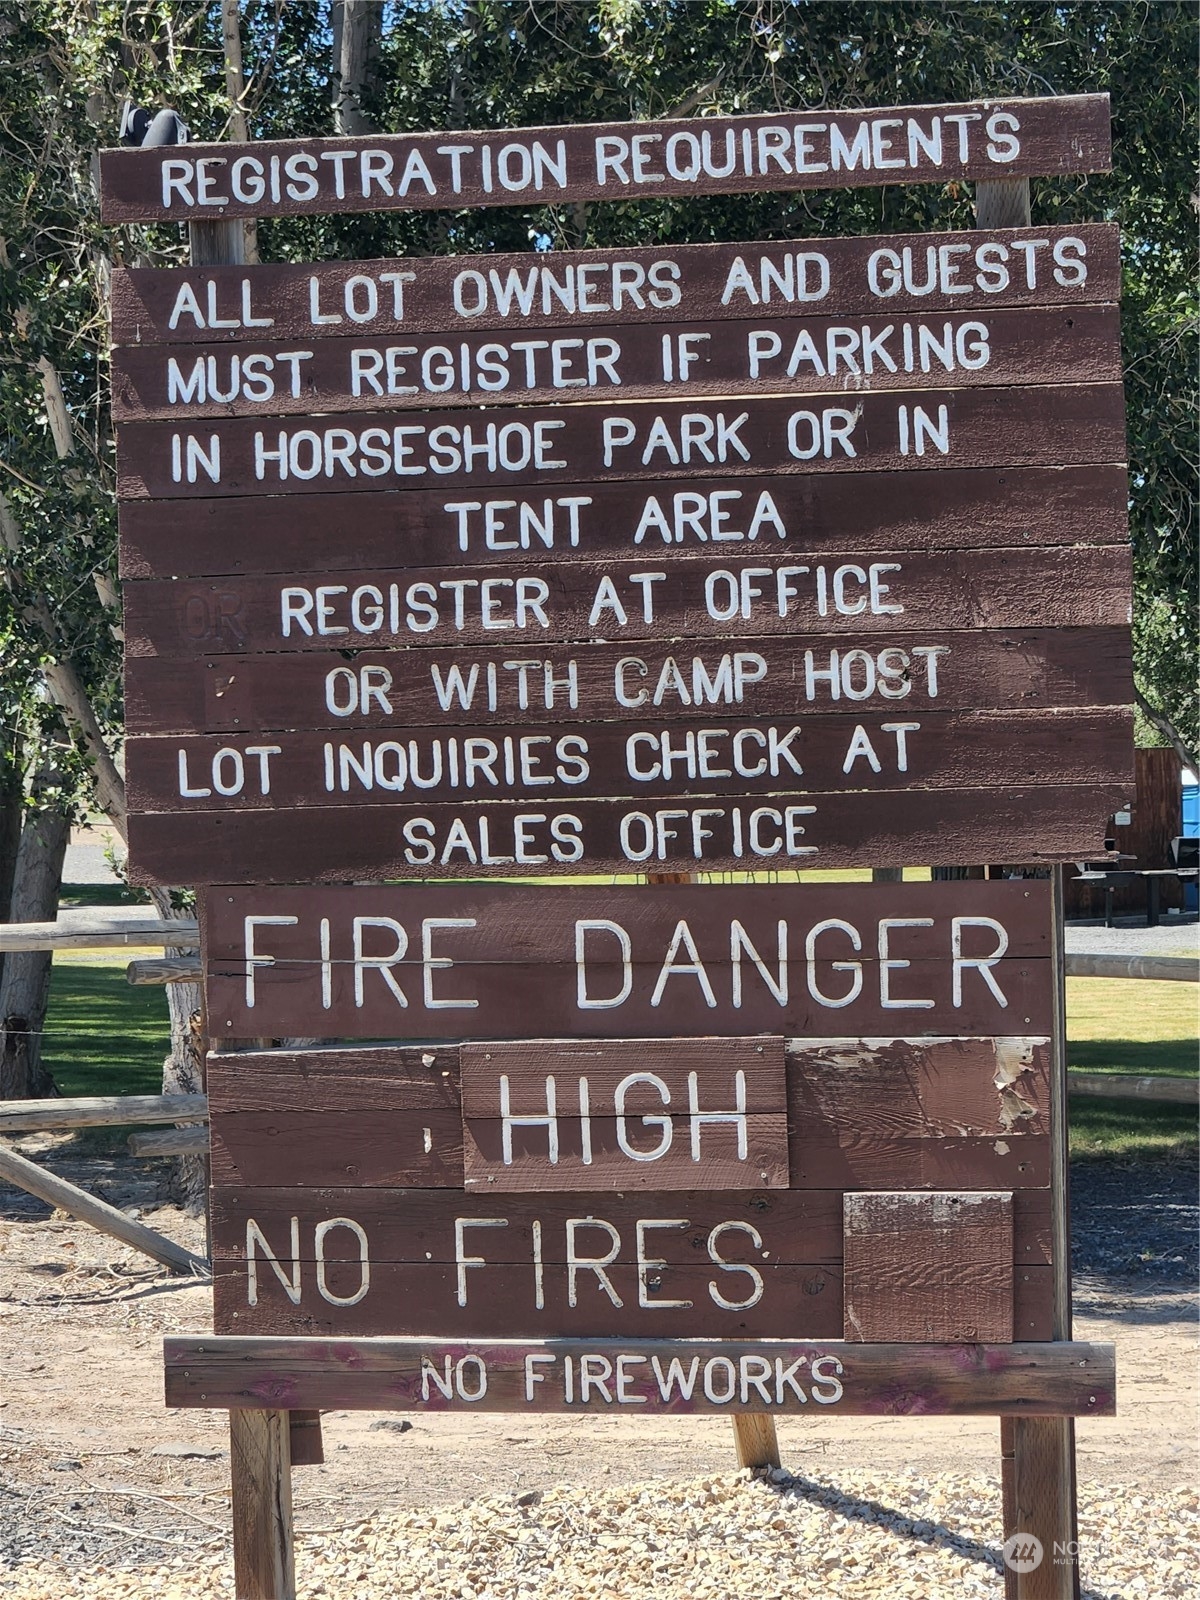 REGISTRATION REQUIREMENTS
ALL LOT OWNERS AND GUESTS
MUST REGISTER IF PARKING
IN HORSESHOE PARK OR IN
TENT AREA
OR REGISTER AT OFFICE
OR WITH CAMP HOST
LOT INQUIRIES CHECK AT
SALES OFFICE
FIRE DANGER
HIGH
NO FIRES
NO FIREWORKS